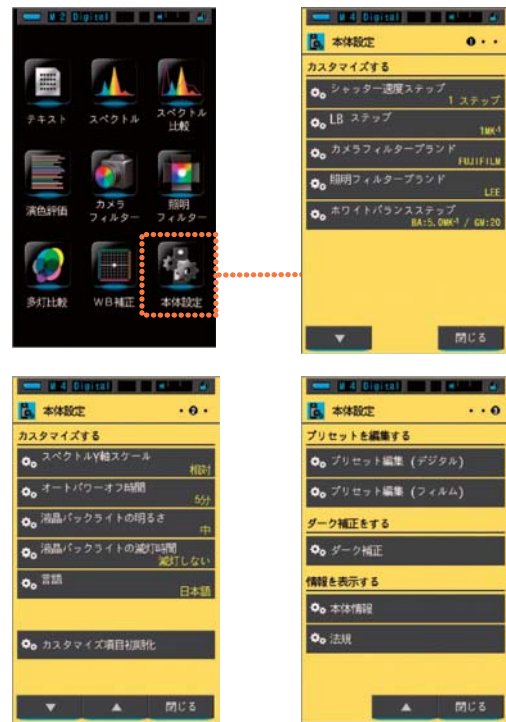 M 2 Digital
テキスト
スペクトル
スペクトル
比較
演色評価
カメラ
フィルター
照明
フィルター
多灯比較
WB補正
本体設定
M 4 Digital
本体設定
❶・・
カスタマイズする
シャッター速度ステップ
1 ステップ
LB ステップ
1MK-¹
カメラフィルターブランド
FUJIFILM
照明フィルターブランド
LEE
ホワイトバランスステップ
BA:5.0MK-¹ / GM:20
▼
閉じる
M 4 Digital
本体設定
・❷・
カスタマイズする
スペクトルY軸スケール
相対
オートパワーオフ時間
5分
液晶バックライトの明るさ
中
液晶バックライトの減灯時間
減灯しない
言語
日本語
カスタマイズ項目初期化
▼
▲
閉じる
M 4 Digital
本体設定
・・❸
プリセットを編集する
プリセット編集 (デジタル)
プリセット編集 (フィルム)
ダーク補正をする
ダーク補正
情報を表示する
本体情報
法規
▲
閉じる